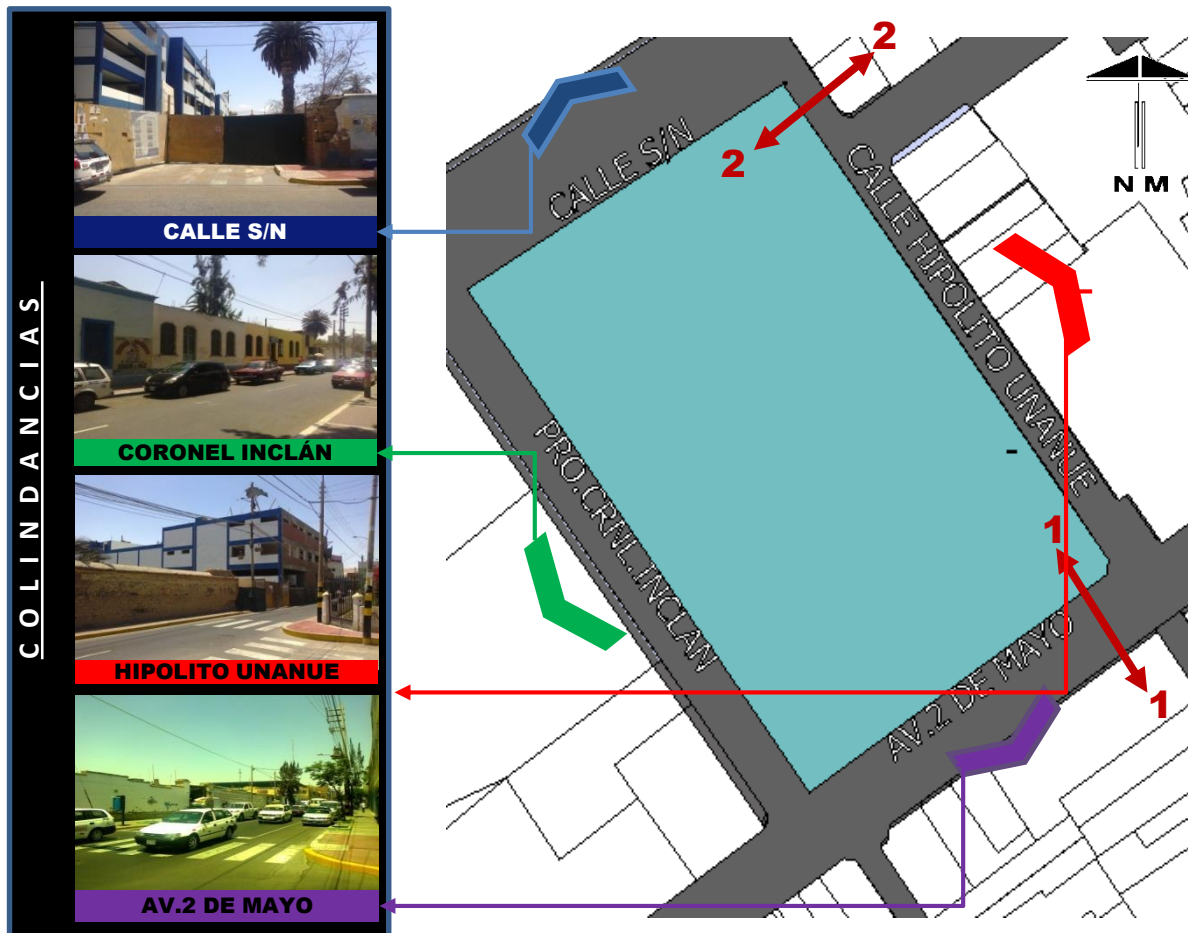 COLINDANCIAS
CALLE S/N
CORONEL INCLÁN
HIPOLITO UNANUE
AV.2 DE MAYO
2
2
CALLE S/N
CALLE HIPOLITO UNANUE
N M
PRO.CRNL.INCLAN
1
AV.2 DE MAYO
1